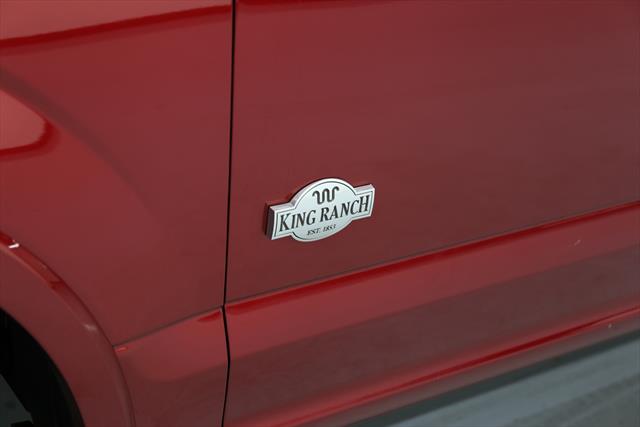 KING RANCH
EST. 1853